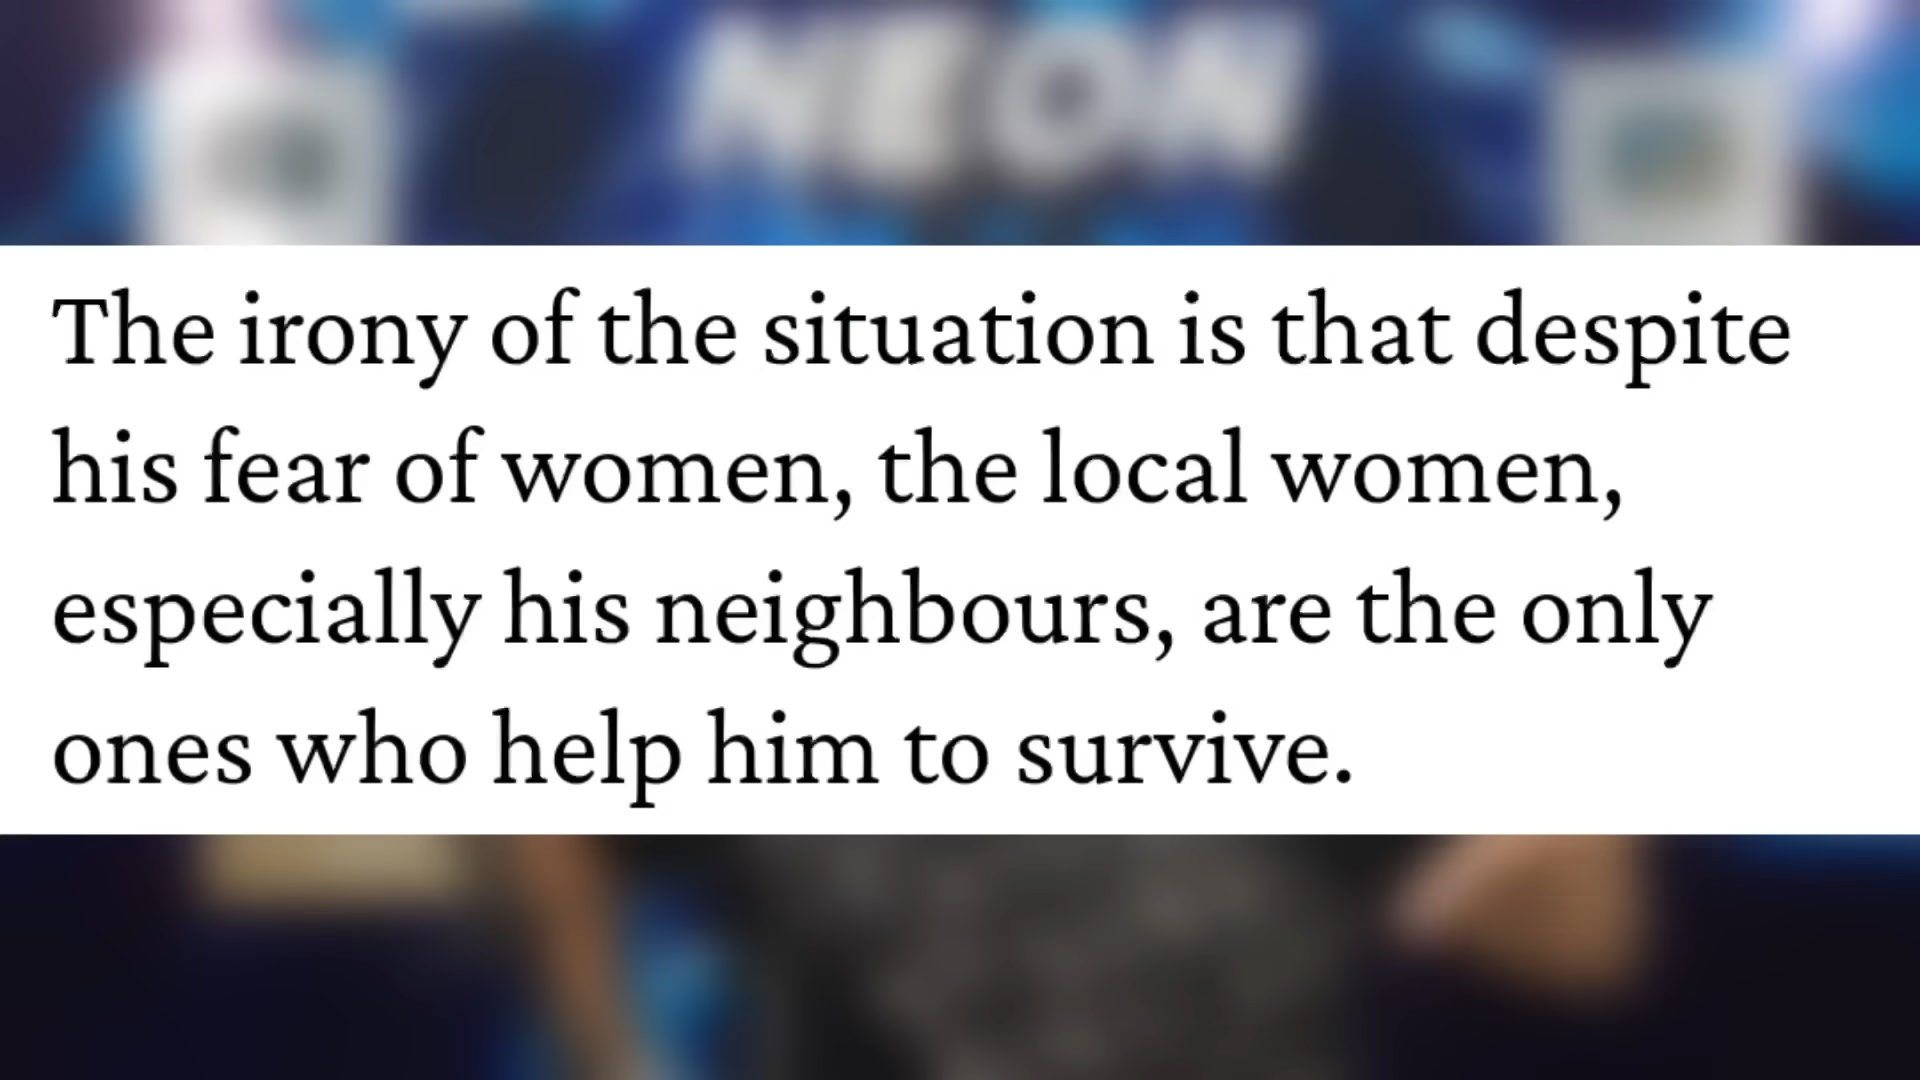 NEON
The irony of the situation is that despite
his fear of women, the local women,
especially his neighbours, are the only
ones who help him to survive.